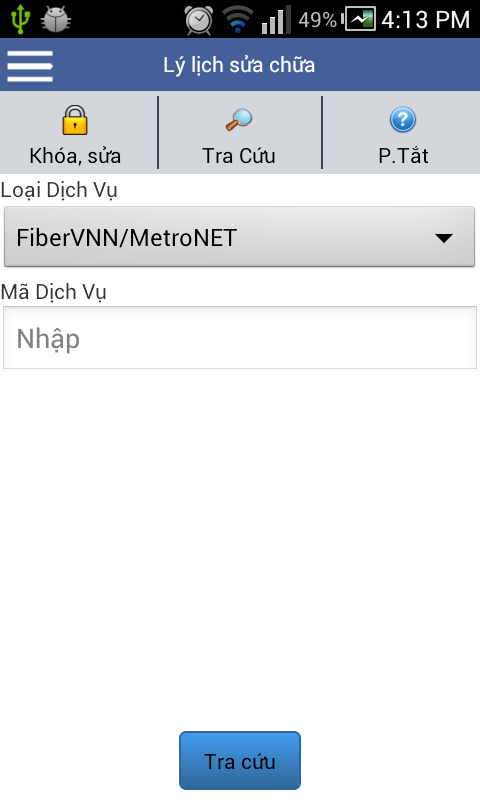 49% 4:13 PM
Lý lịch sửa chữa
Khóa, sửa
Tra Cứu
P.Tắt
Loại Dịch Vụ
FiberVNN/MetroNET
Mã Dịch Vụ
Nhập
Tra cứu